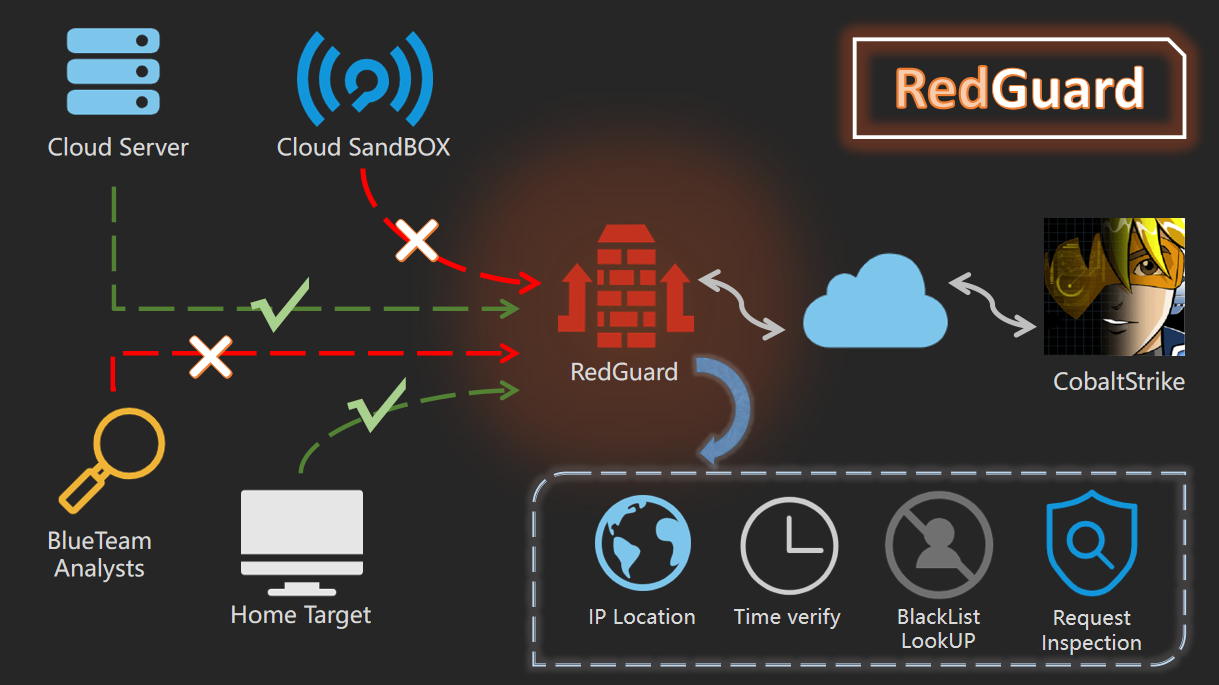 RedGuard
Cloud Server
Cloud SandBOX
RedGuard
CobaltStrike
BlueTeam
Analysts
Home Target
IP Location
Time verify
BlackList
LookUP
Request
Inspection